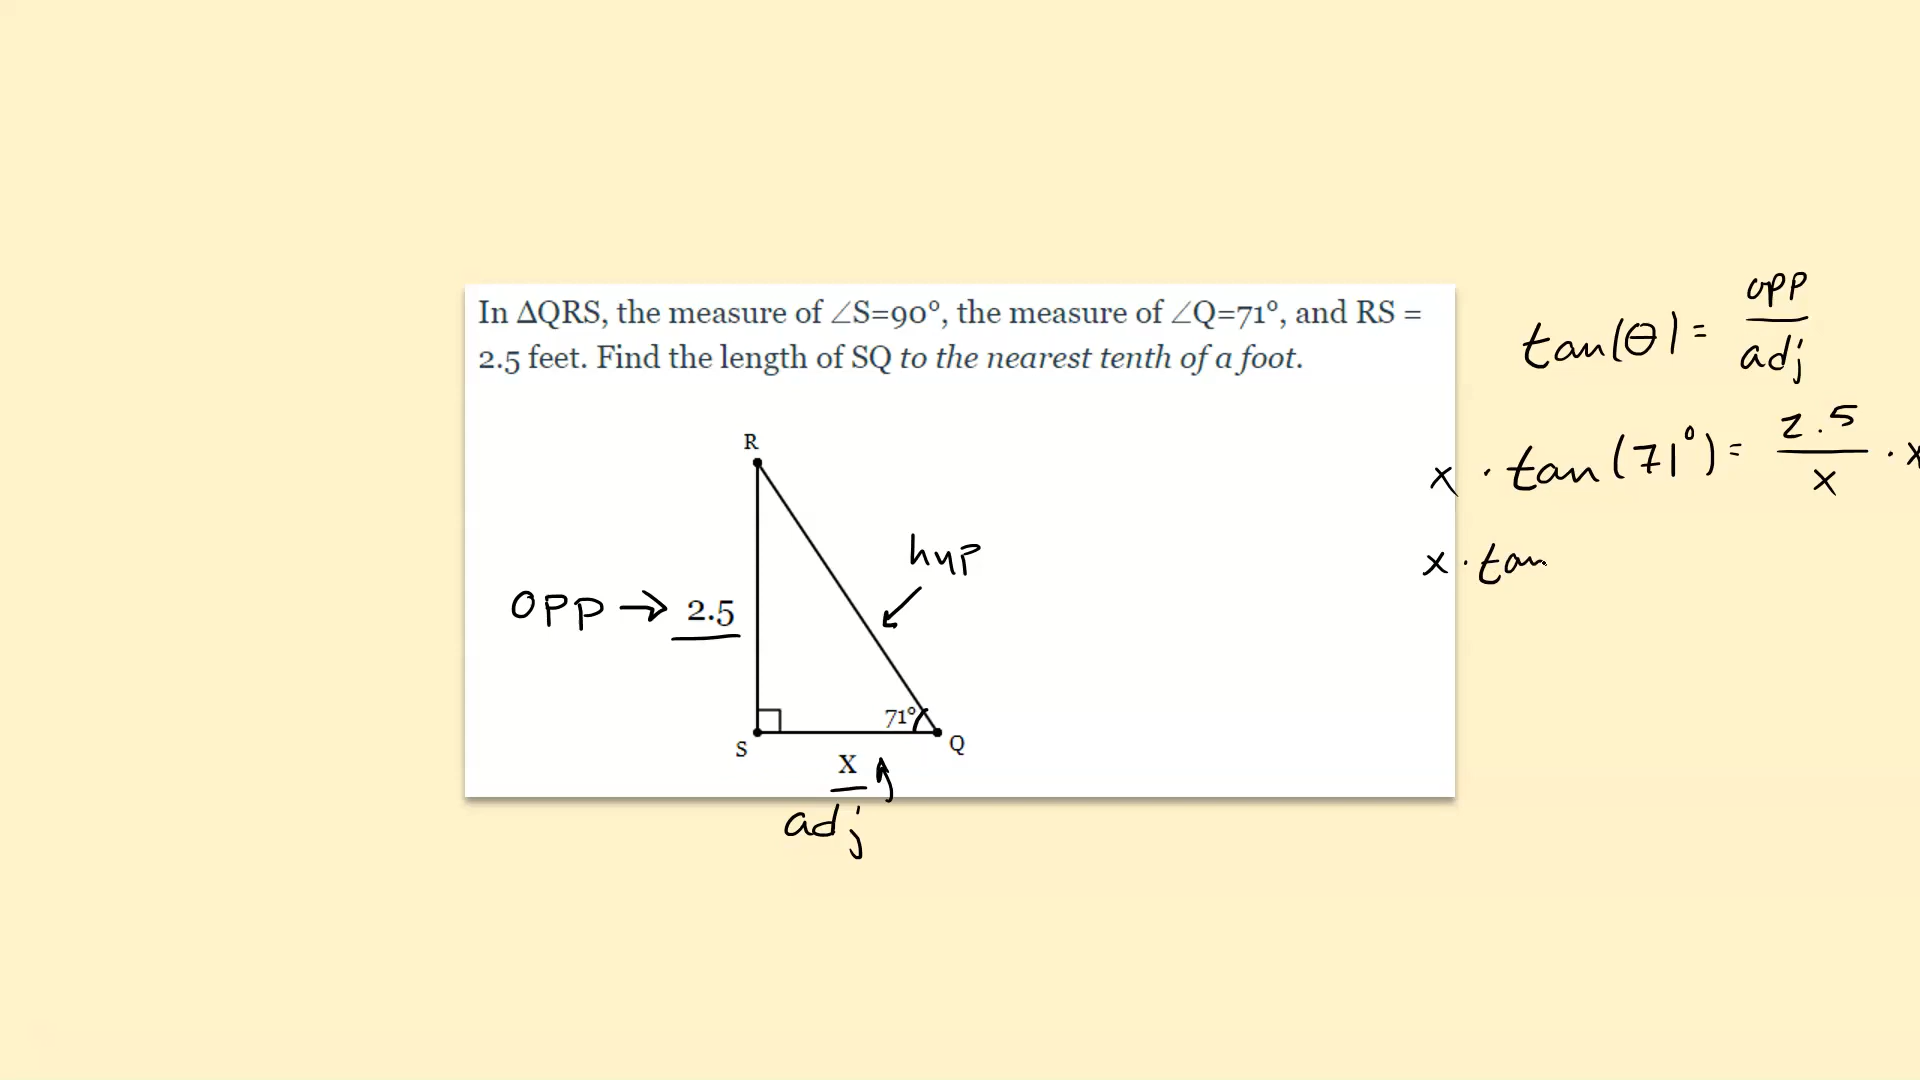 In ΔQRS, the measure of ∠S=90°, the measure of ∠Q=71°, and RS =
2.5 feet. Find the length of SQ to the nearest tenth of a foot.
tan(θ) = opp/adj
x · tan(71°) = 2.5/x · x
x · tan
R
hyp
opp → 2.5
71°
S
Q
x
adj